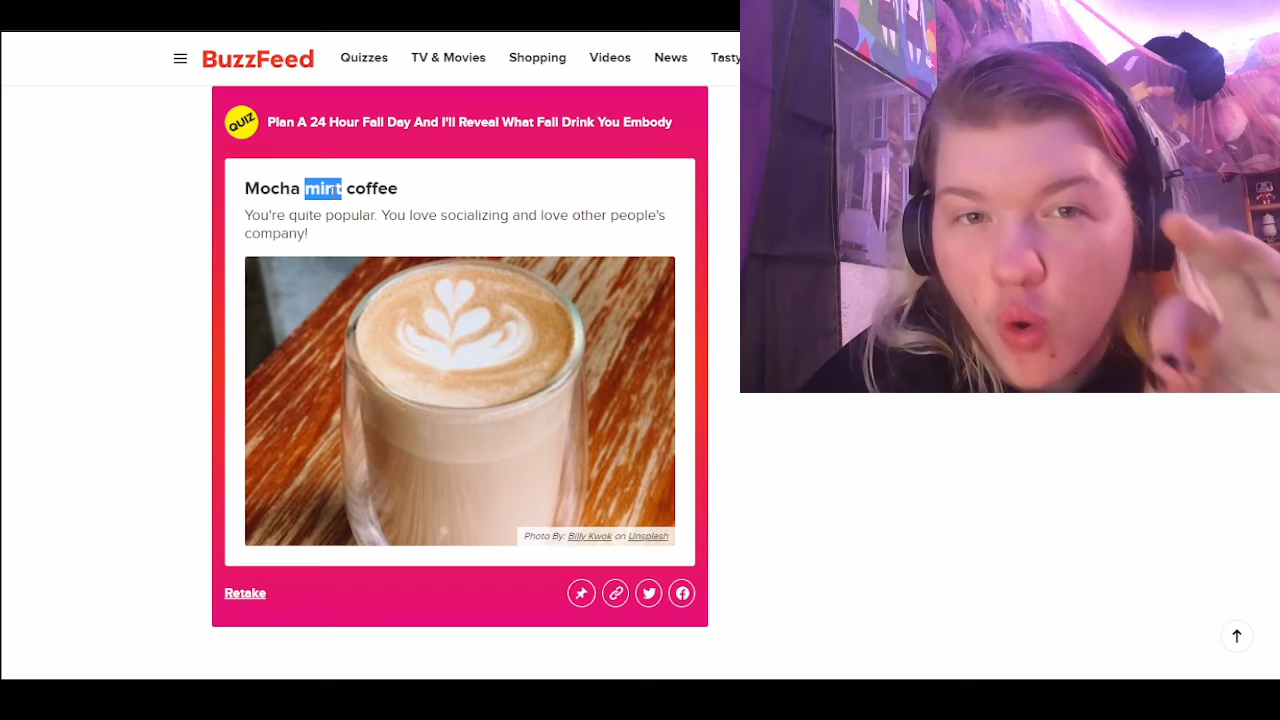 BuzzFeed Quizzes TV & Movies Shopping Videos News Tasty
QUIZ Plan A 24 Hour Fall Day And I'll Reveal What Fall Drink You Embody
Mocha mint coffee
You're quite popular. You love socializing and love other people's
company!
Photo By: Billy Kwok on Unsplash
Retake